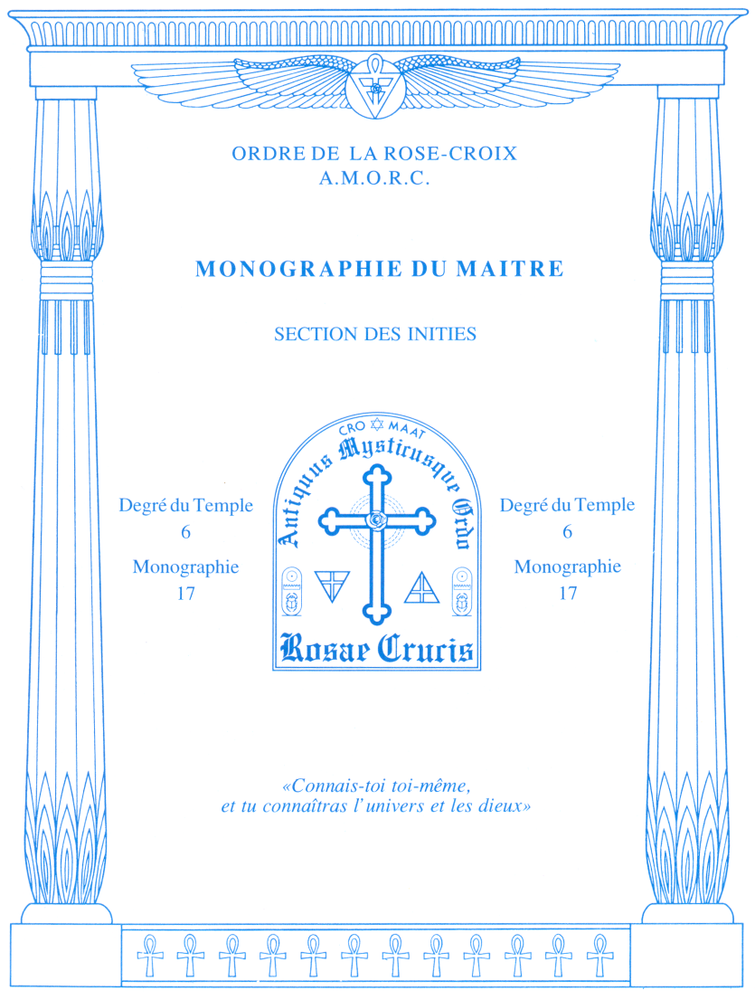 ORDRE DE LA ROSE-CROIX
A.M.O.R.C.
MONOGRAPHIE DU MAITRE
SECTION DES INITIES
CRO MAAT
Antiquus Mysticusque Ordo
Rosae Crucis
Degré du Temple
6
Monographie
17
Degré du Temple
6
Monographie
17
«Connais-toi toi-même,
et tu connaîtras l'univers et les dieux»